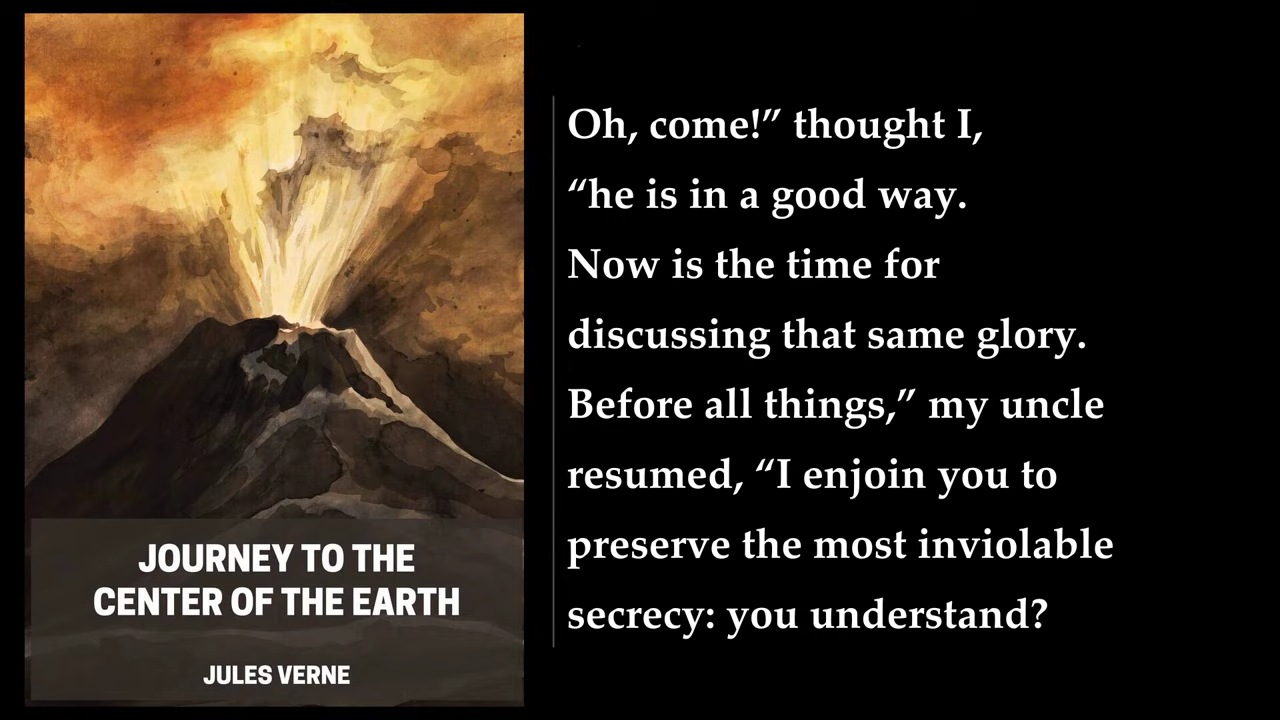 JOURNEY TO THE
CENTER OF THE EARTH
JULES VERNE
Oh, come!” thought I,
“he is in a good way.
Now is the time for
discussing that same glory.
Before all things,” my uncle
resumed, “I enjoin you to
preserve the most inviolable
secrecy: you understand?